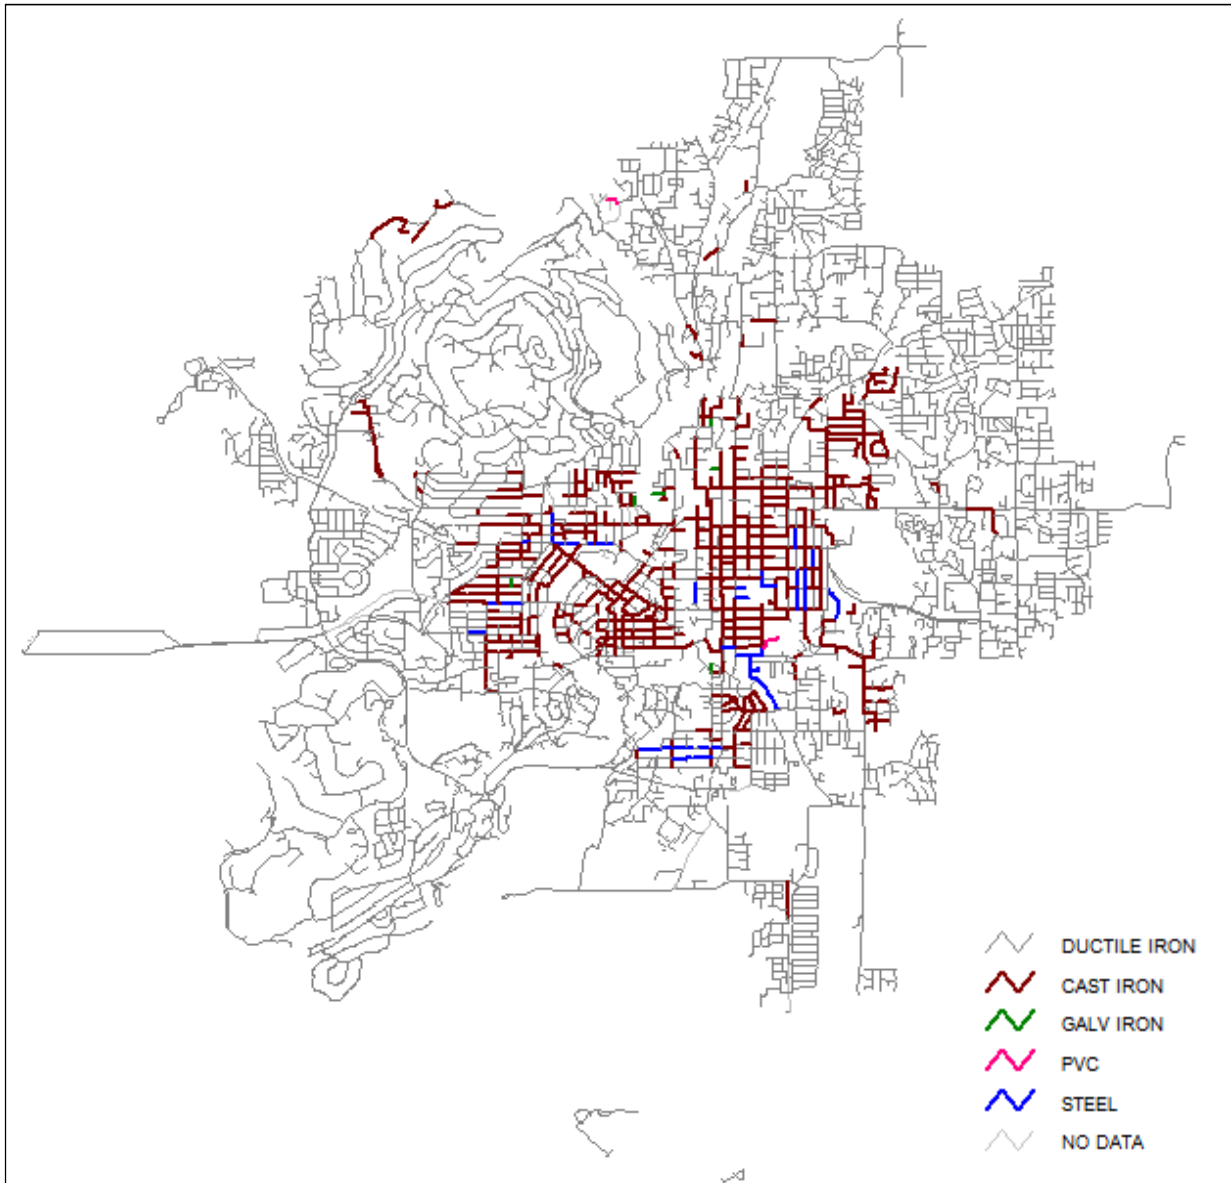 DUCTILE IRON
CAST IRON
GALV IRON
PVC
STEEL
NO DATA